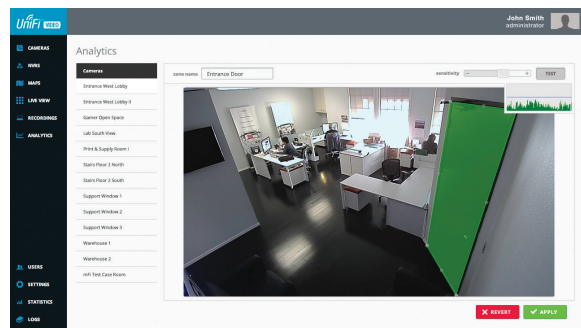 UniFi VIDEO
John Smith
administrator
CAMERAS
NVRS
MAPS
LIVE VIEW
RECORDINGS
ANALYTICS
USERS
SETTINGS
STATISTICS
LOGS
Analytics
Cameras
Entrance West Lobby
Entrance West Lobby II
Gamer Open Space
Lab South View
Print & Supply Room I
Stairs Floor 2 North
Stairs Floor 2 South
Support Window 1
Support Window 2
Support Window 3
Warehouse 1
Warehouse 2
mFi Test Case Room
zone name Entrance Door
sensitivity - + TEST
REVERT APPLY